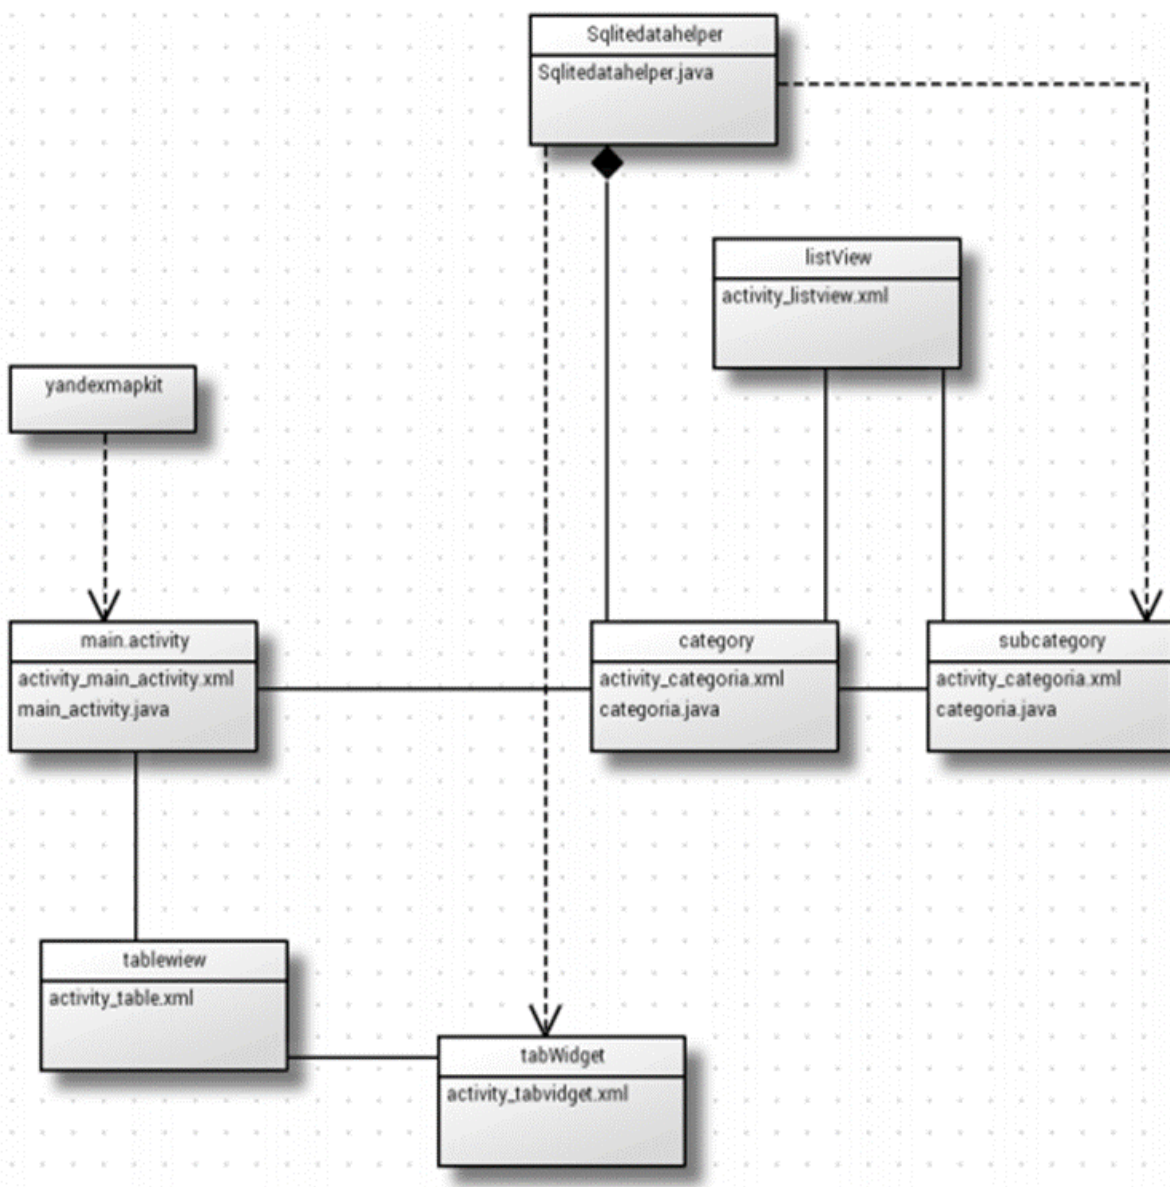 Sqlitedatahelper
Sqlitedatahelper.java
listView
activity_listview.xml
yandexmapkit
main.activity
activity_main_activity.xml
main_activity.java
category
activity_categoria.xml
categoria.java
subcategory
activity_categoria.xml
categoria.java
tablewiew
activity_table.xml
tabWidget
activity_tabvidget.xml